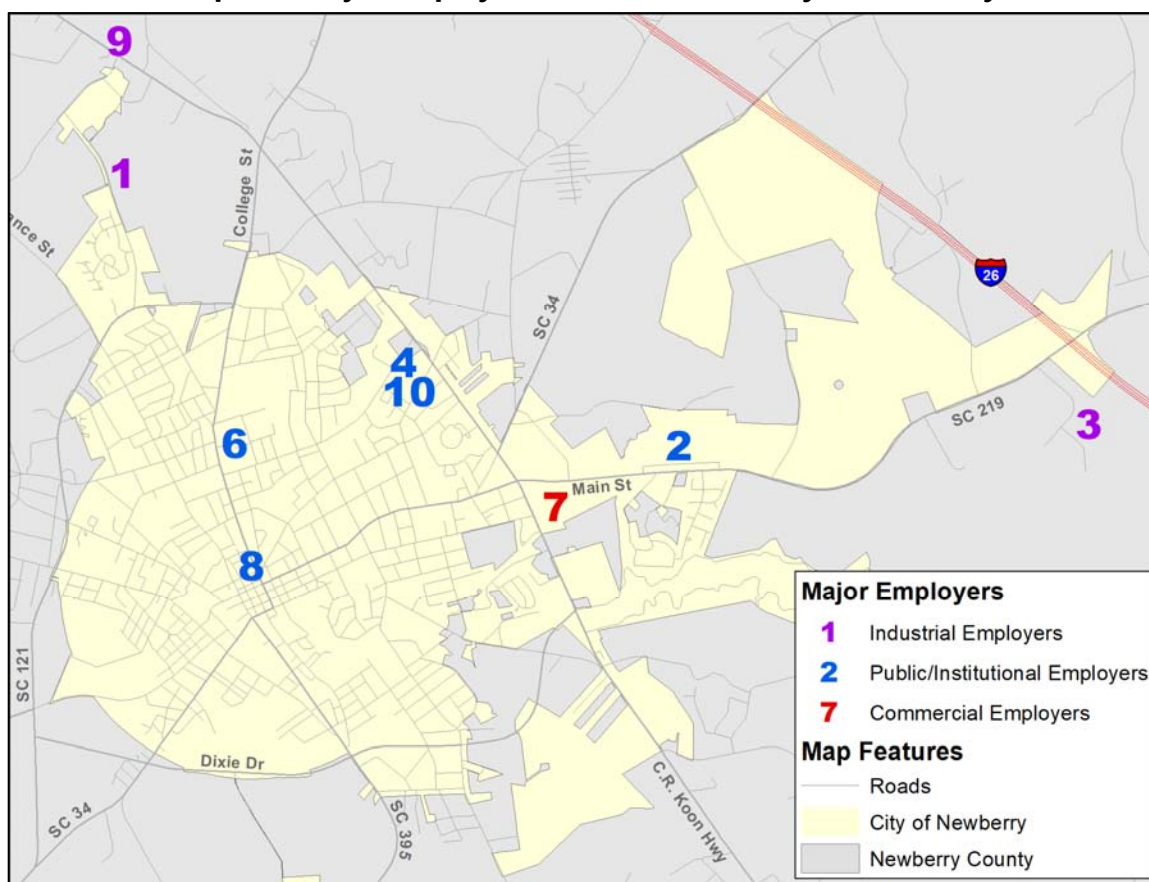 9
1
College St
ance St
26
SC 34
4
10
SC 219
3
6
2
Main St
7
8
SC 121
Dixie Dr
SC 34
SC 395
C.R. Koon Hwy
Major Employers
1 Industrial Employers
2 Public/Institutional Employers
7 Commercial Employers
Map Features
Roads
City of Newberry
Newberry County